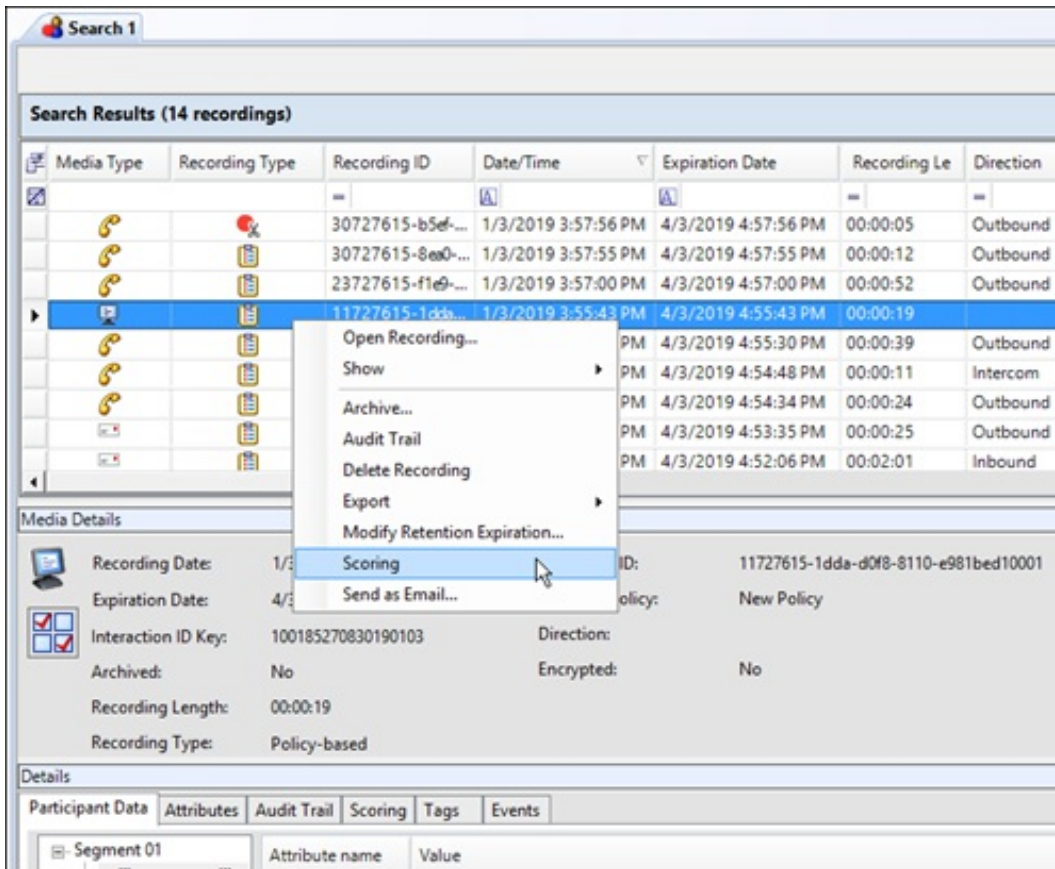 Search 1
Search Results (14 recordings)
Media Type Recording Type Recording ID Date/Time Expiration Date Recording Le Direction
= A A = =
30727615-b5ef-... 1/3/2019 3:57:56 PM 4/3/2019 4:57:56 PM 00:00:05 Outbound
30727615-8ea0-... 1/3/2019 3:57:55 PM 4/3/2019 4:57:55 PM 00:00:12 Outbound
23727615-f1e9-... 1/3/2019 3:57:00 PM 4/3/2019 4:57:00 PM 00:00:52 Outbound
11727615-1dda... 1/3/2019 3:55:43 PM 4/3/2019 4:55:43 PM 00:00:19
PM 4/3/2019 4:55:30 PM 00:00:39 Outbound
PM 4/3/2019 4:54:48 PM 00:00:11 Intercom
PM 4/3/2019 4:54:34 PM 00:00:24 Outbound
PM 4/3/2019 4:53:35 PM 00:00:25 Outbound
PM 4/3/2019 4:52:06 PM 00:02:01 Inbound
Open Recording...
Show
Archive...
Audit Trail
Delete Recording
Export
Modify Retention Expiration...
Scoring
Send as Email...
Media Details
Recording Date: 1/3 ID: 11727615-1dda-d0f8-8110-e981bed10001
Expiration Date: 4/3 olicy: New Policy
Interaction ID Key: 100185270830190103 Direction:
Archived: No Encrypted: No
Recording Length: 00:00:19
Recording Type: Policy-based
Details
Participant Data Attributes Audit Trail Scoring Tags Events
Segment 01 Attribute name Value